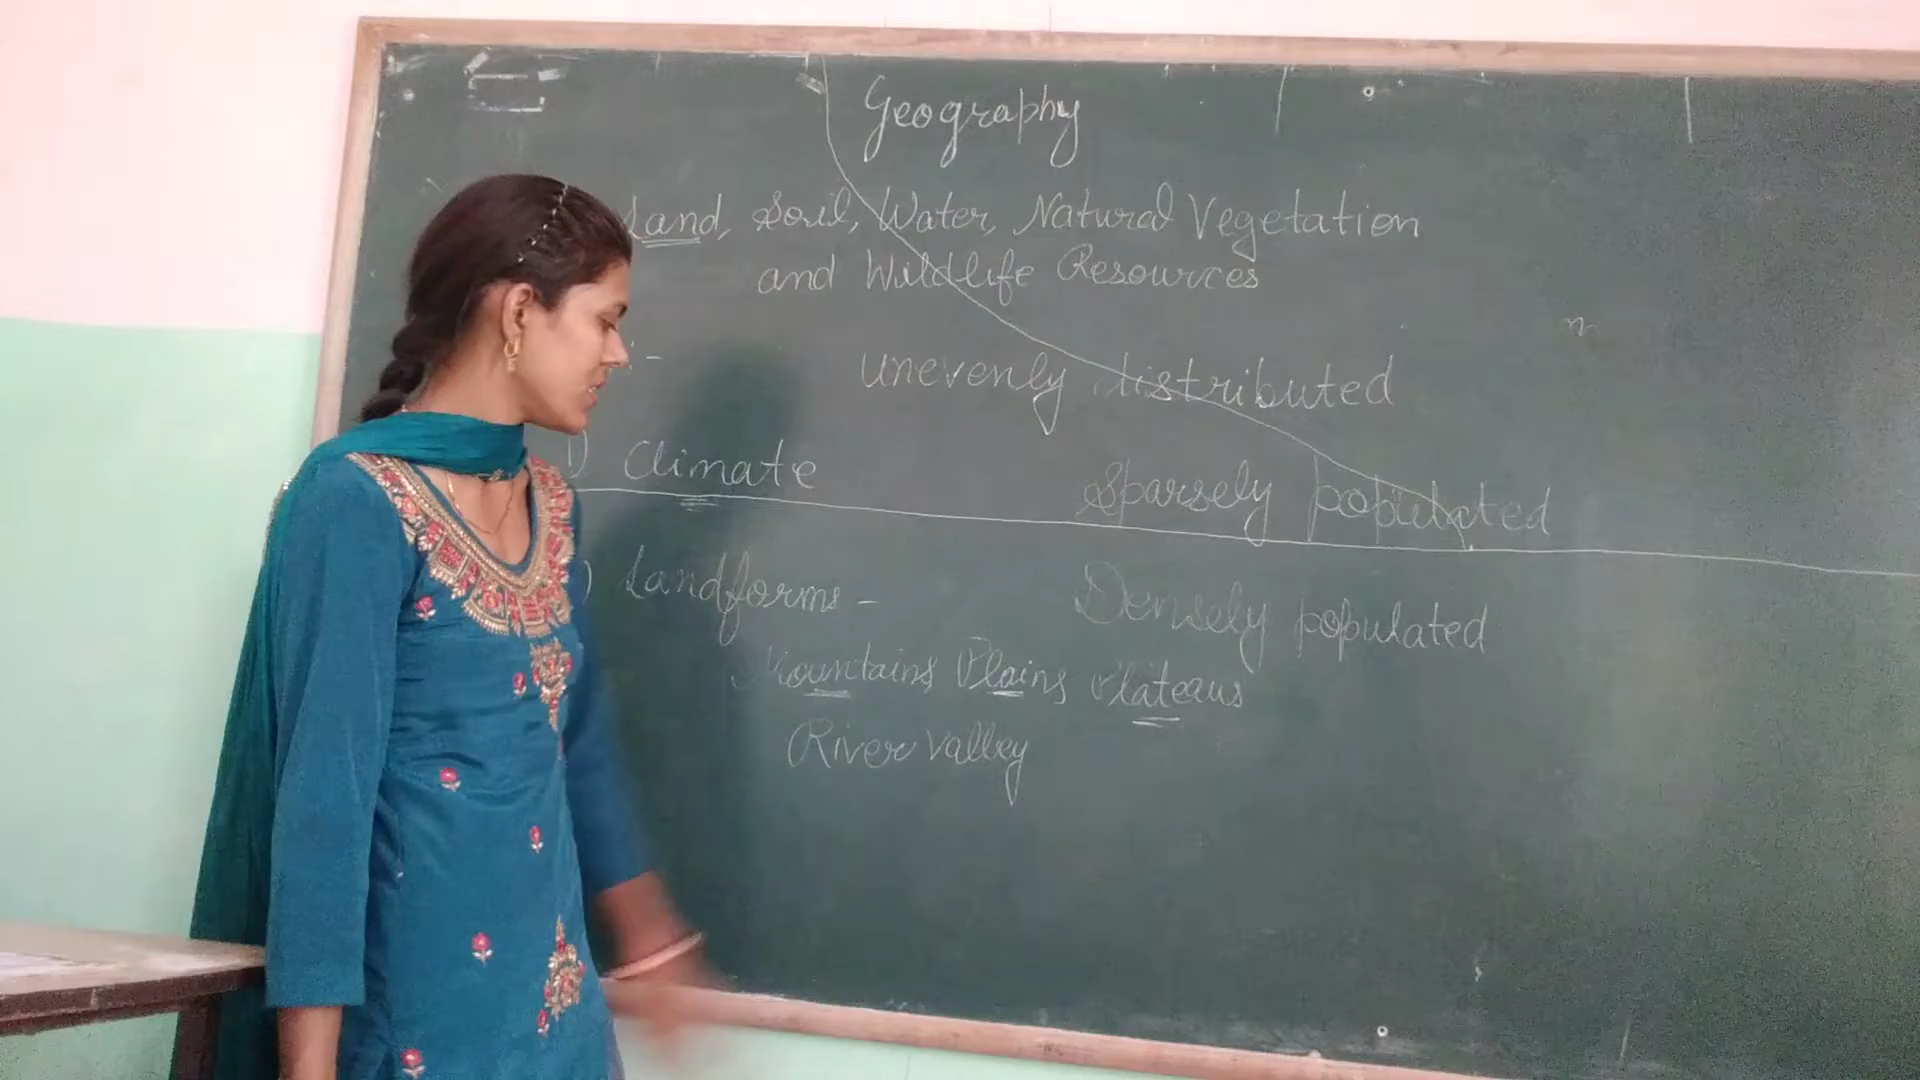 Geography
Land, Soil, Water, Natural Vegetation
and Wildlife Resources
:-
unevenly distributed
1) Climate
Sparsely populated
) Landforms -
Densely populated
Mountains Plains Plateaus
River valley